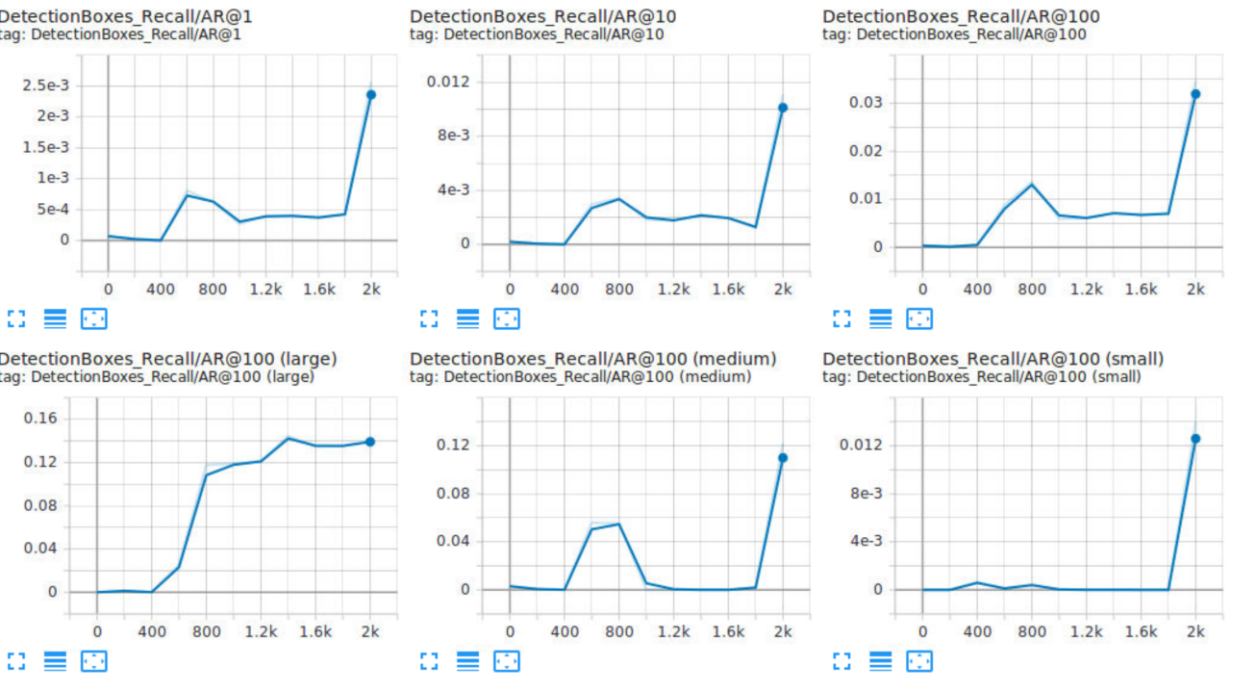 DetectionBoxes_Recall/AR@1
tag: DetectionBoxes_Recall/AR@1
2.5e-3
2e-3
1.5e-3
1e-3
5e-4
0
0 400 800 1.2k 1.6k 2k
DetectionBoxes_Recall/AR@10
tag: DetectionBoxes_Recall/AR@10
0.012
8e-3
4e-3
0
0 400 800 1.2k 1.6k 2k
DetectionBoxes_Recall/AR@100
tag: DetectionBoxes_Recall/AR@100
0.03
0.02
0.01
0
0 400 800 1.2k 1.6k 2k
DetectionBoxes_Recall/AR@100 (large)
tag: DetectionBoxes_Recall/AR@100 (large)
0.16
0.12
0.08
0.04
0
0 400 800 1.2k 1.6k 2k
DetectionBoxes_Recall/AR@100 (medium)
tag: DetectionBoxes_Recall/AR@100 (medium)
0.12
0.08
0.04
0
0 400 800 1.2k 1.6k 2k
DetectionBoxes_Recall/AR@100 (small)
tag: DetectionBoxes_Recall/AR@100 (small)
0.012
8e-3
4e-3
0
0 400 800 1.2k 1.6k 2k